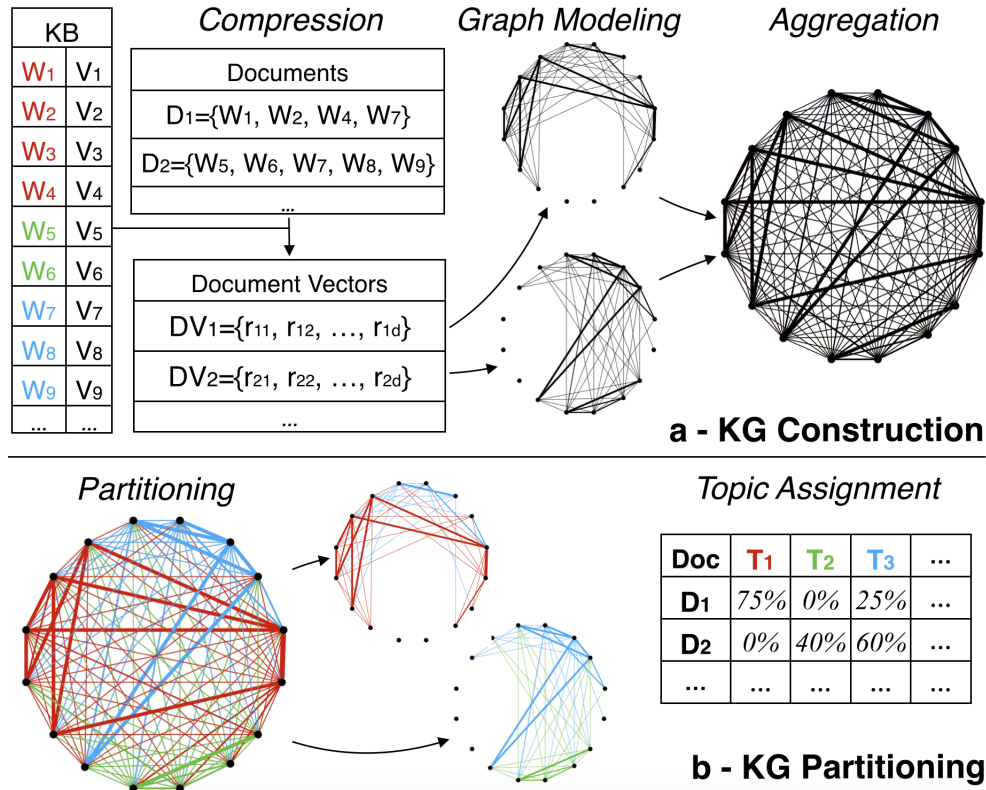 KB
W1 V1
W2 V2
W3 V3
W4 V4
W5 V5
W6 V6
W7 V7
W8 V8
W9 V9
... ...
Compression
Documents
D1={W1, W2, W4, W7}
D2={W5, W6, W7, W8, W9}
...
Document Vectors
DV1={r11, r12, ..., r1d}
DV2={r21, r22, ..., r2d}
...
Graph Modeling
Aggregation
a - KG Construction
Partitioning
Topic Assignment
Doc T1 T2 T3 ...
D1 75% 0% 25% ...
D2 0% 40% 60% ...
... ... ... ... ...
b - KG Partitioning